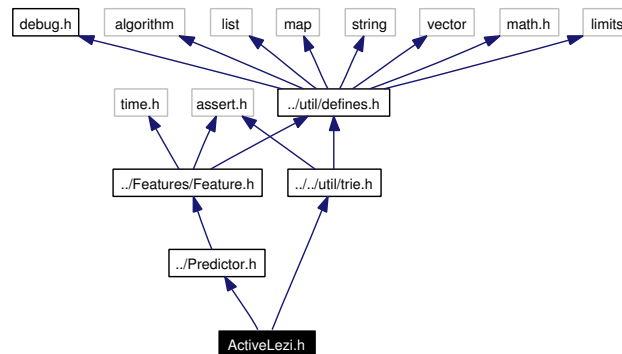 debug.h
algorithm
list
map
string
vector
math.h
limits
time.h
assert.h
../util/defines.h
../Features/Feature.h
../../util/trie.h
../Predictor.h
ActiveLezi.h